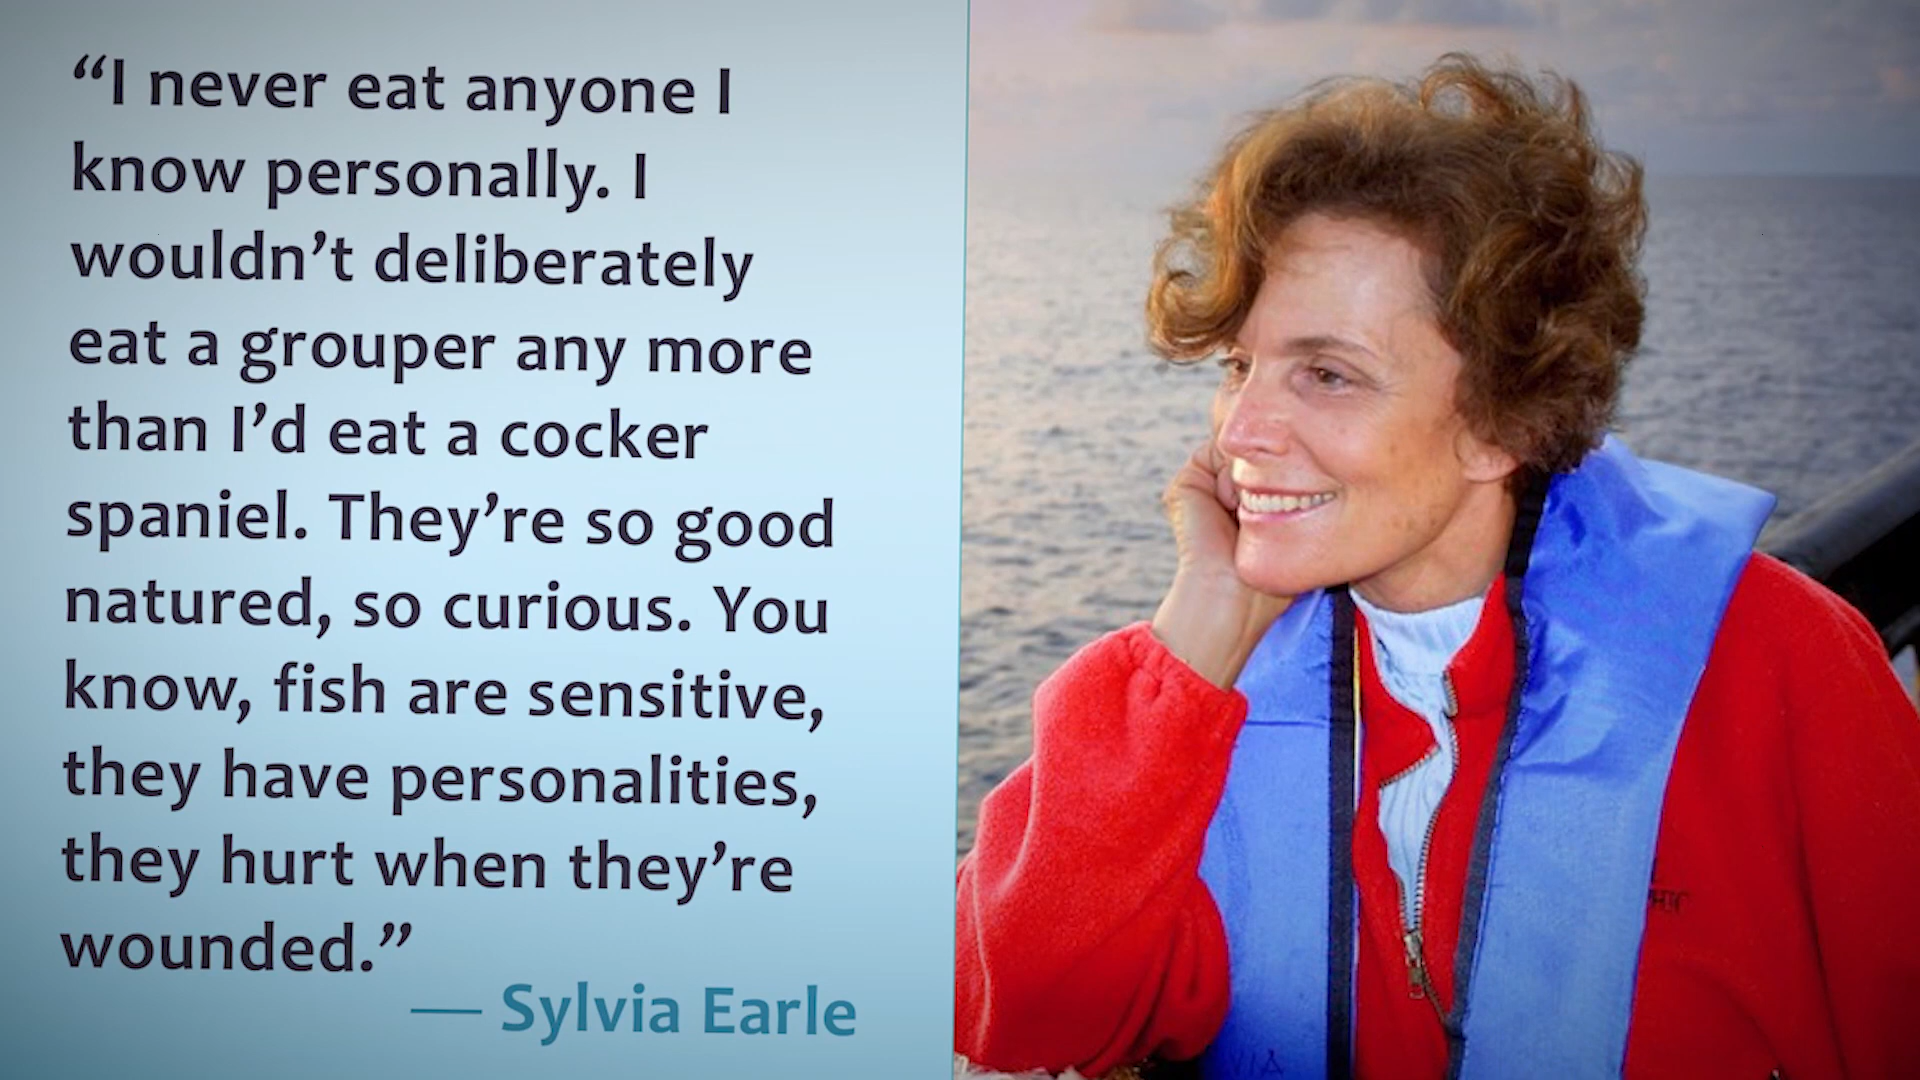 “I never eat anyone I
know personally. I
wouldn’t deliberately
eat a grouper any more
than I’d eat a cocker
spaniel. They’re so good
natured, so curious. You
know, fish are sensitive,
they have personalities,
they hurt when they’re
wounded.”
— Sylvia Earle
VIA